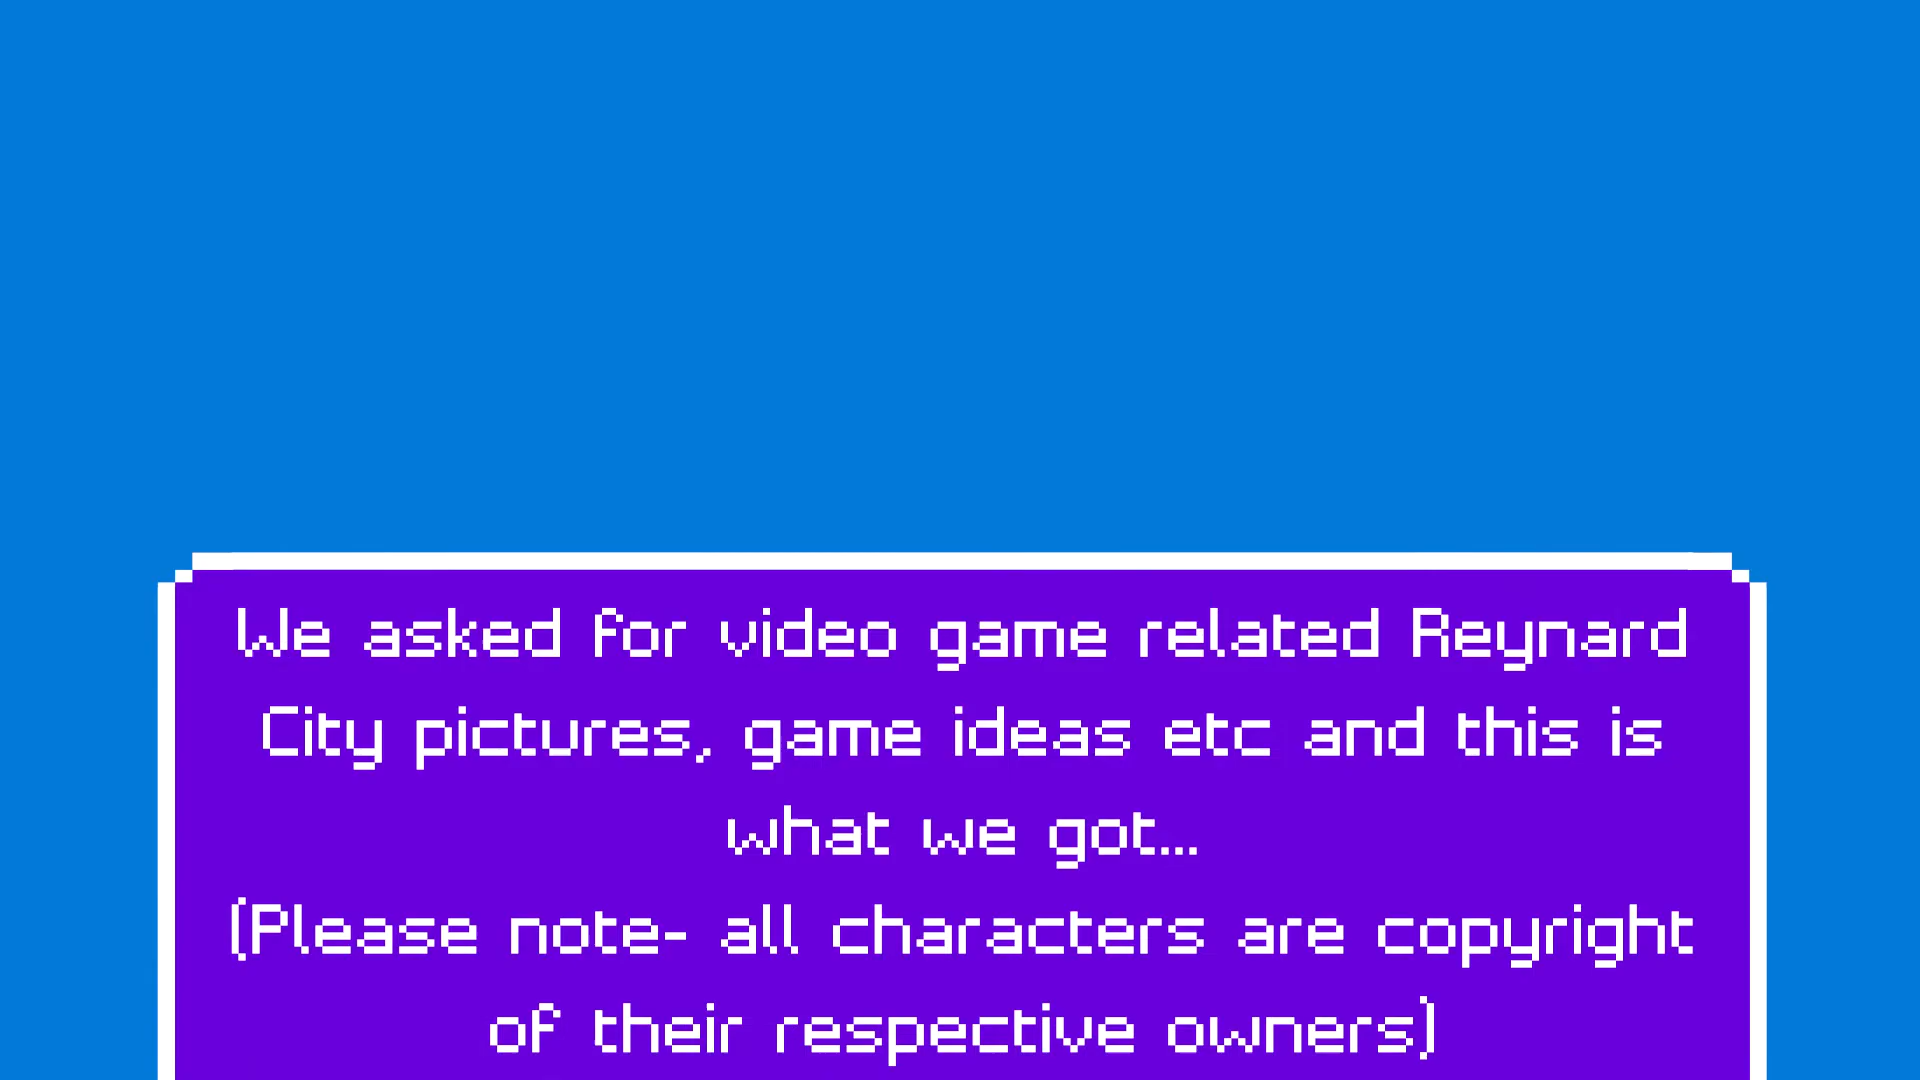 We asked for video game related Reynard
City pictures, game ideas etc and this is
what we got...
(Please note- all characters are copyright
of their respective owners)